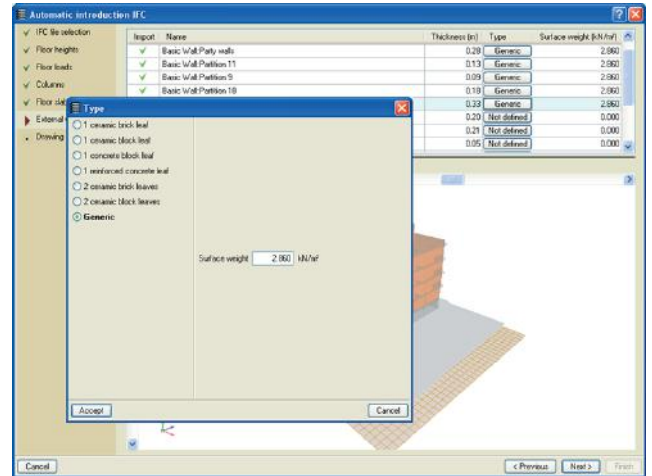 Automatic introduction IFC
IFC file selection
Floor heights
Floor loads
Columns
Floor slab
External
Drawing
Import Name Thickness (m) Type Surface weight (kN/m²)
Basic Wall:Party walls 0.28 Generic 2.860
Basic Wall:Partition 11 0.13 Generic 2.860
Basic Wall:Partition 9 0.09 Generic 2.860
Basic Wall:Partition 18 0.18 Generic 2.860
0.33 Generic 2.860
0.20 Not defined 0.000
0.21 Not defined 0.000
0.05 Not defined 0.000
Type
1 ceramic brick leaf
1 ceramic block leaf
1 concrete block leaf
1 reinforced concrete leaf
2 ceramic brick leaves
2 ceramic block leaves
Generic
Surface weight 2.860 kN/m²
Accept Cancel
Cancel < Previous Next > Finish